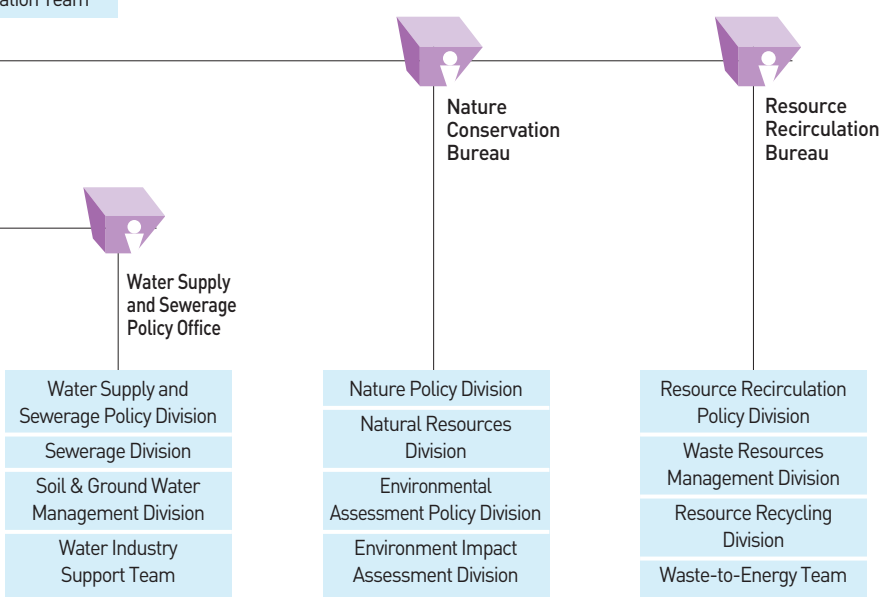 Team
Nature
Conservation
Bureau
Resource
Recirculation
Bureau
Water Supply
and Sewerage
Policy Office
Water Supply and
Sewerage Policy Division
Sewerage Division
Soil & Ground Water
Management Division
Water Industry
Support Team
Nature Policy Division
Natural Resources
Division
Environmental
Assessment Policy Division
Environment Impact
Assessment Division
Resource Recirculation
Policy Division
Waste Resources
Management Division
Resource Recycling
Division
Waste-to-Energy Team